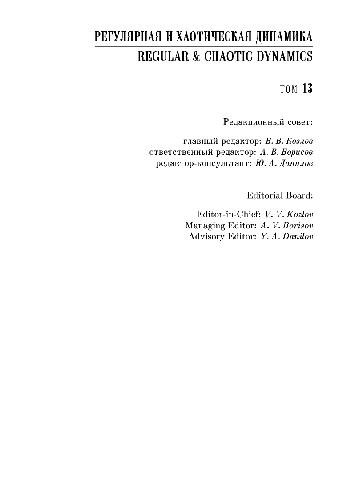 РЕГУЛЯРНАЯ И ХАОТИЧЕСКАЯ ДИНАМИКА
REGULAR & CHAOTIC DYNAMICS
ТОМ 13
Редакционный совет:
главный редактор: В. В. Козлов
ответственный редактор: А. В. Борисов
редактор-консультант: Ю. А. Данилов
Editorial Board:
Editor-in-Chief: V. V. Kozlov
Managing Editor: A. V. Borisov
Advisory Editor: Y. A. Danilov